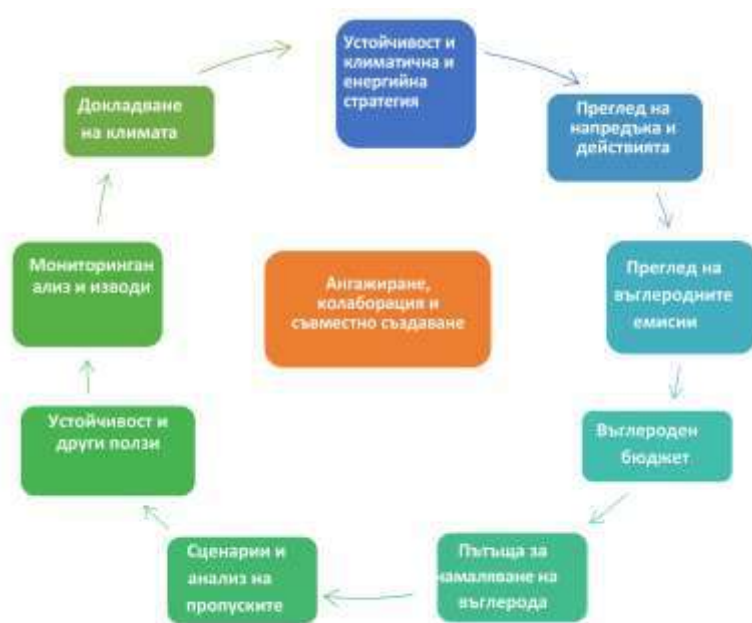 Устойчивост и
климатична и
енергийна
стратегия
Преглед на
напредъка и
действията
Преглед на
въглеродните
емисии
Въглероден
бюджет
Пътъща за
намаляване на
въглерода
Сценарии и
анализ на
пропуските
Устойчивост и
други ползи
Мониторинган
ализ и изводи
Докладване
на климата
Ангажиране,
колаборация и
съвместно създаване